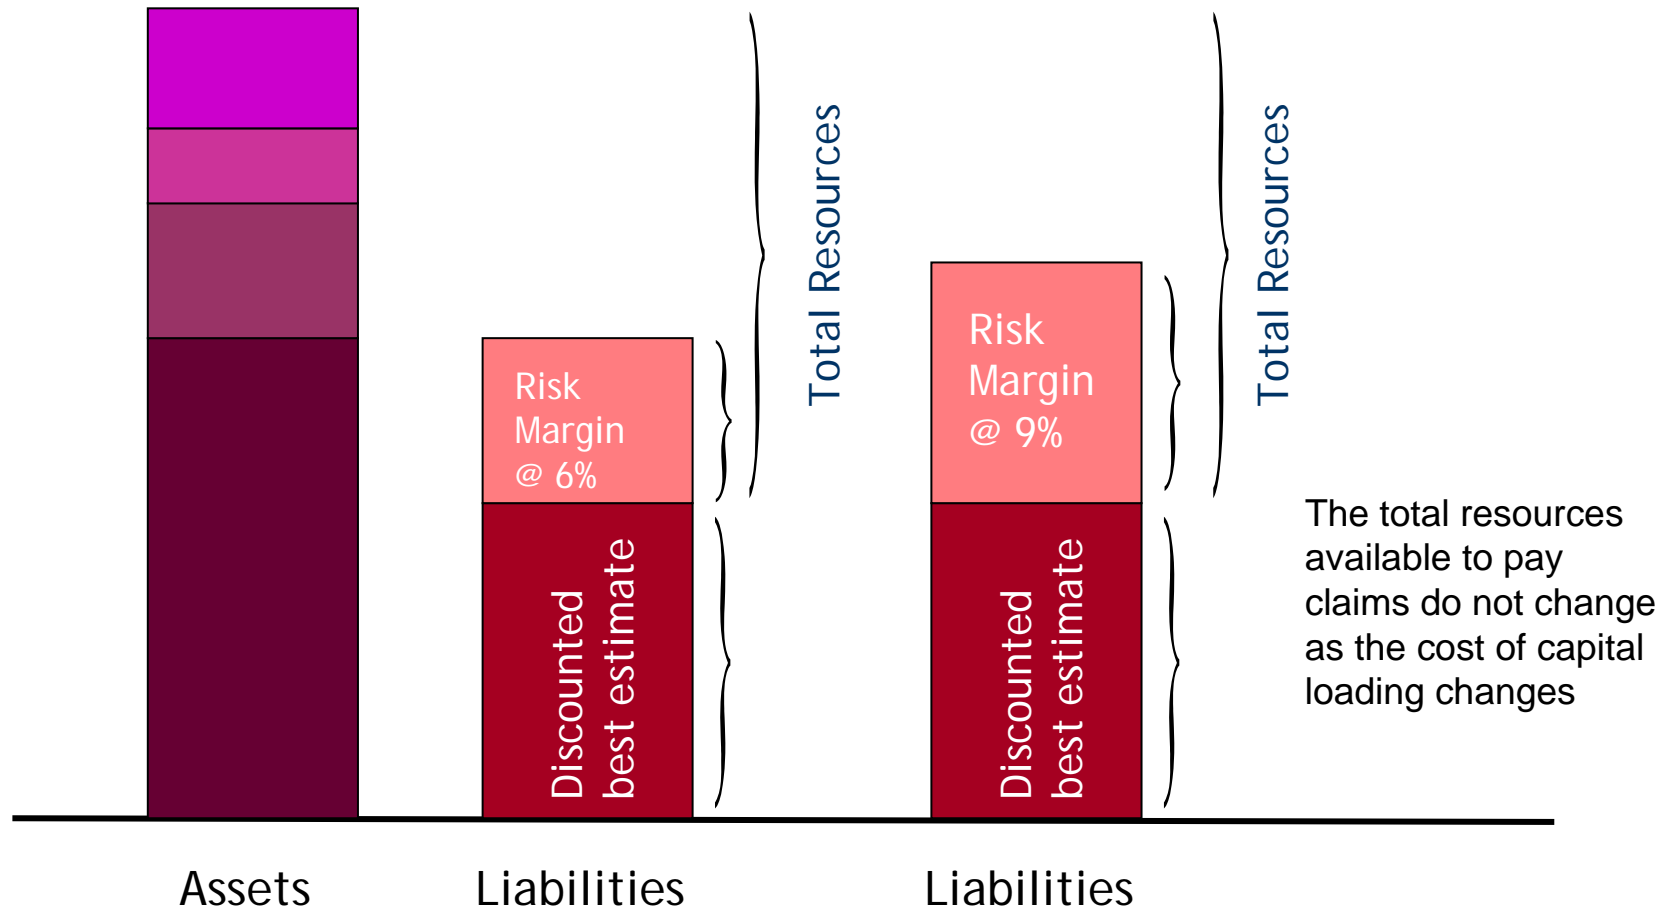 Total Resources
Total Resources
Risk
Margin
@ 6%
Risk
Margin
@ 9%
Discounted
best estimate
Discounted
best estimate
The total resources
available to pay
claims do not change
as the cost of capital
loading changes
Assets
Liabilities
Liabilities